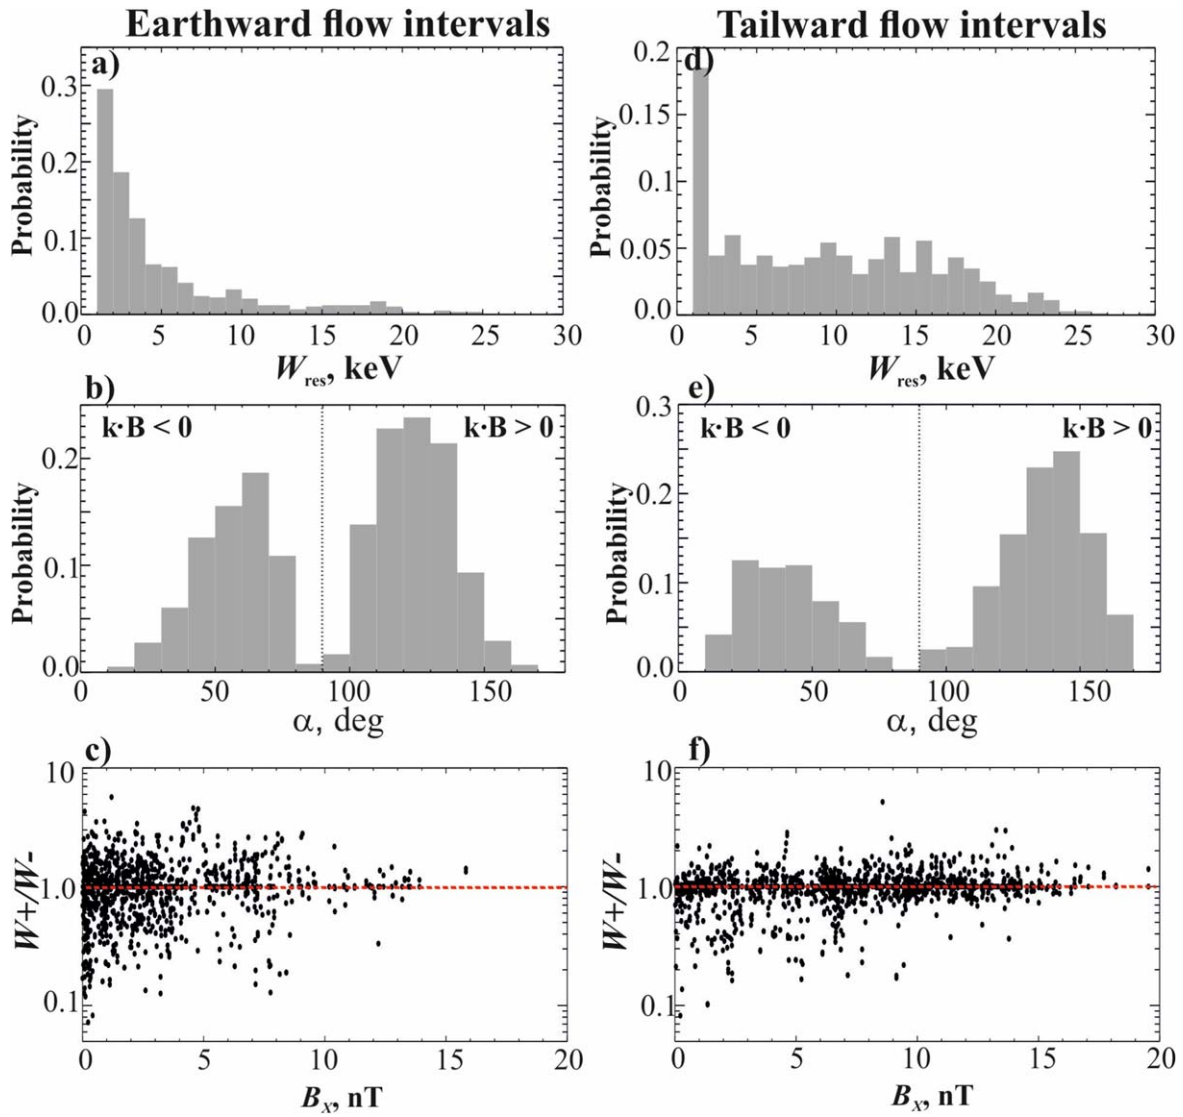 Earthward flow intervals
Tailward flow intervals
a)
Probability
0.3
0.2
0.1
0.0
0 5 10 15 20 25 30
W_res, keV
d)
Probability
0.2
0.15
0.1
0.05
0.0
0 5 10 15 20 25 30
W_res, keV
b)
k·B < 0
k·B > 0
Probability
0.2
0.1
0.0
0 50 100 150
α, deg
e)
k·B < 0
k·B > 0
Probability
0.3
0.2
0.1
0.0
0 50 100 150
α, deg
c)
W+/W-
10
1.0
0.1
0 5 10 15 20
B_X, nT
f)
W+/W-
10
1.0
0.1
0 5 10 15 20
B_X, nT